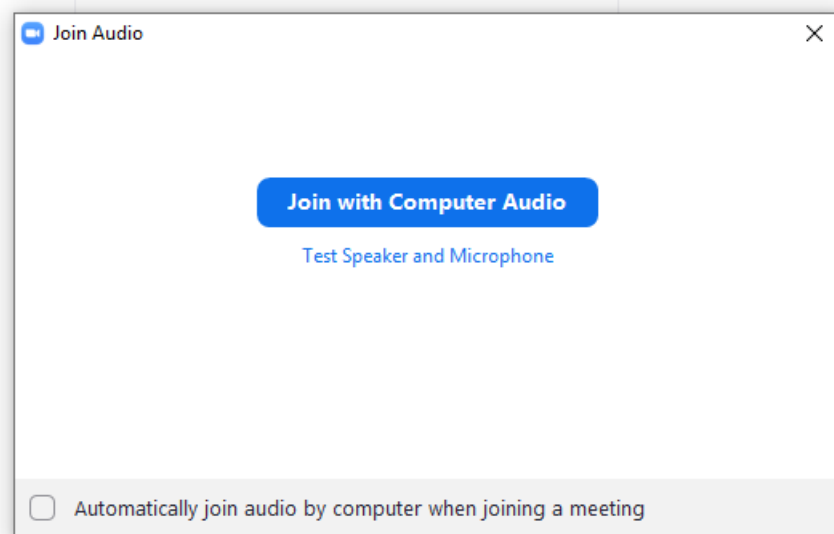 Join Audio
Join with Computer Audio
Test Speaker and Microphone
Automatically join audio by computer when joining a meeting